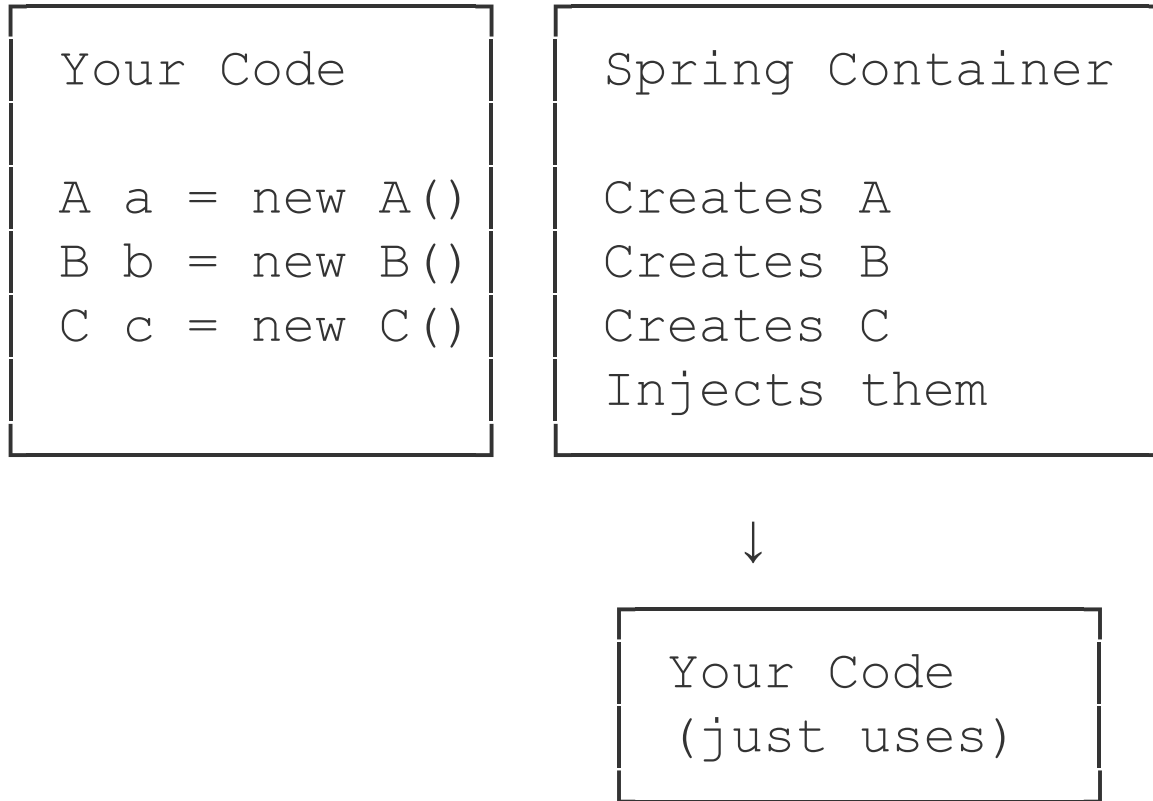 Your Code
A a = new A()
B b = new B()
C c = new C()
Spring Container
Creates A
Creates B
Creates C
Injects them
↓
Your Code
(just uses)